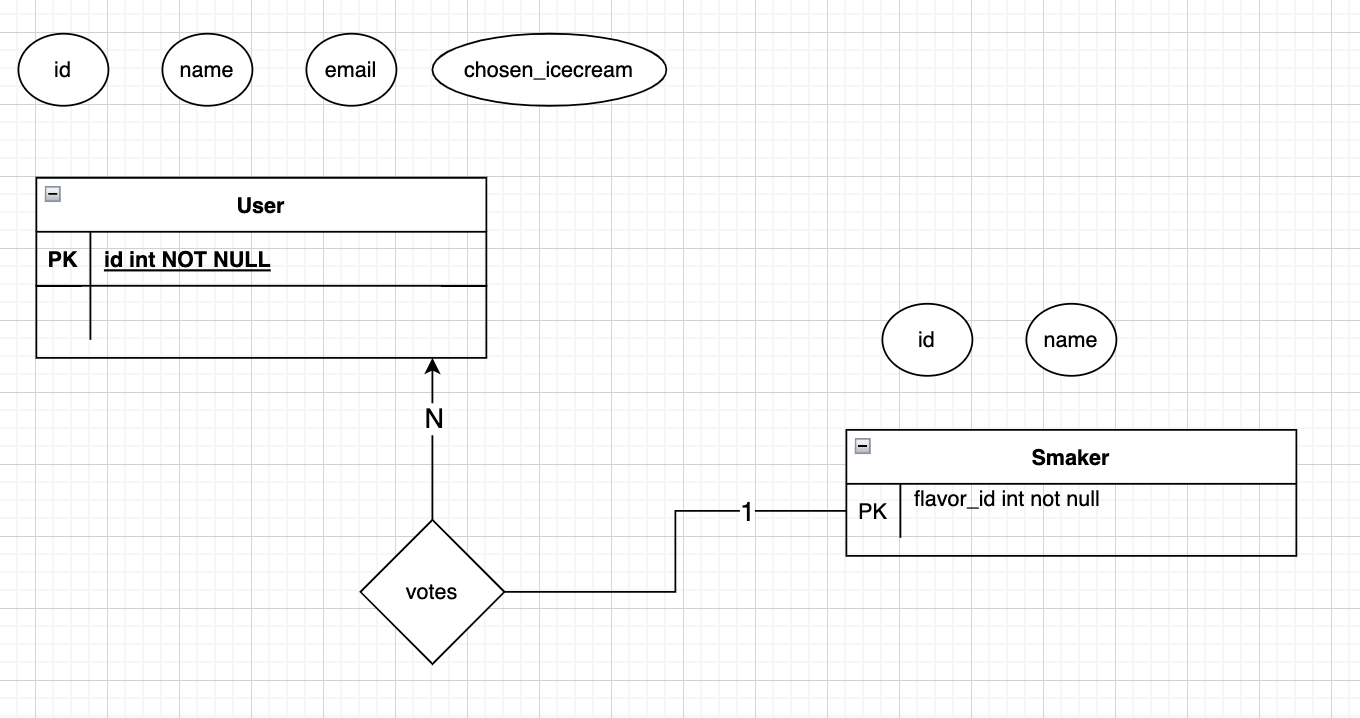 id
name
email
chosen_icecream
User
PK
id int NOT NULL
id
name
N
Smaker
PK
flavor_id int not null
1
votes